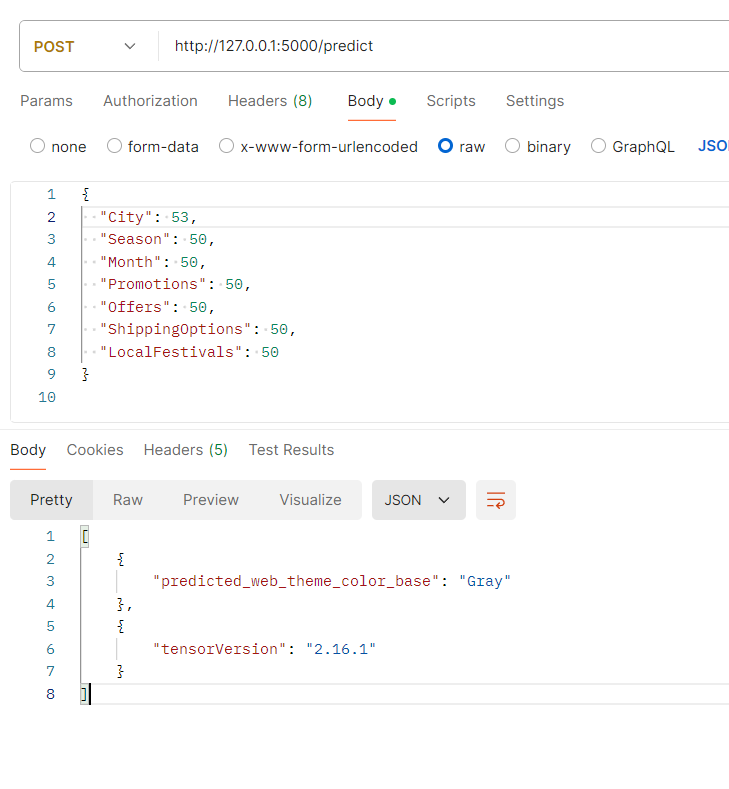 POST http://127.0.0.1:5000/predict
Params Authorization Headers (8) Body Scripts Settings
none form-data x-www-form-urlencoded raw binary GraphQL JSO
1 {
2 "City": 53,
3 "Season": 50,
4 "Month": 50,
5 "Promotions": 50,
6 "Offers": 50,
7 "ShippingOptions": 50,
8 "LocalFestivals": 50
9 }
10
Body Cookies Headers (5) Test Results
Pretty Raw Preview Visualize JSON
1 [
2 {
3 "predicted_web_theme_color_base": "Gray"
4 },
5 {
6 "tensorVersion": "2.16.1"
7 }
8 ]